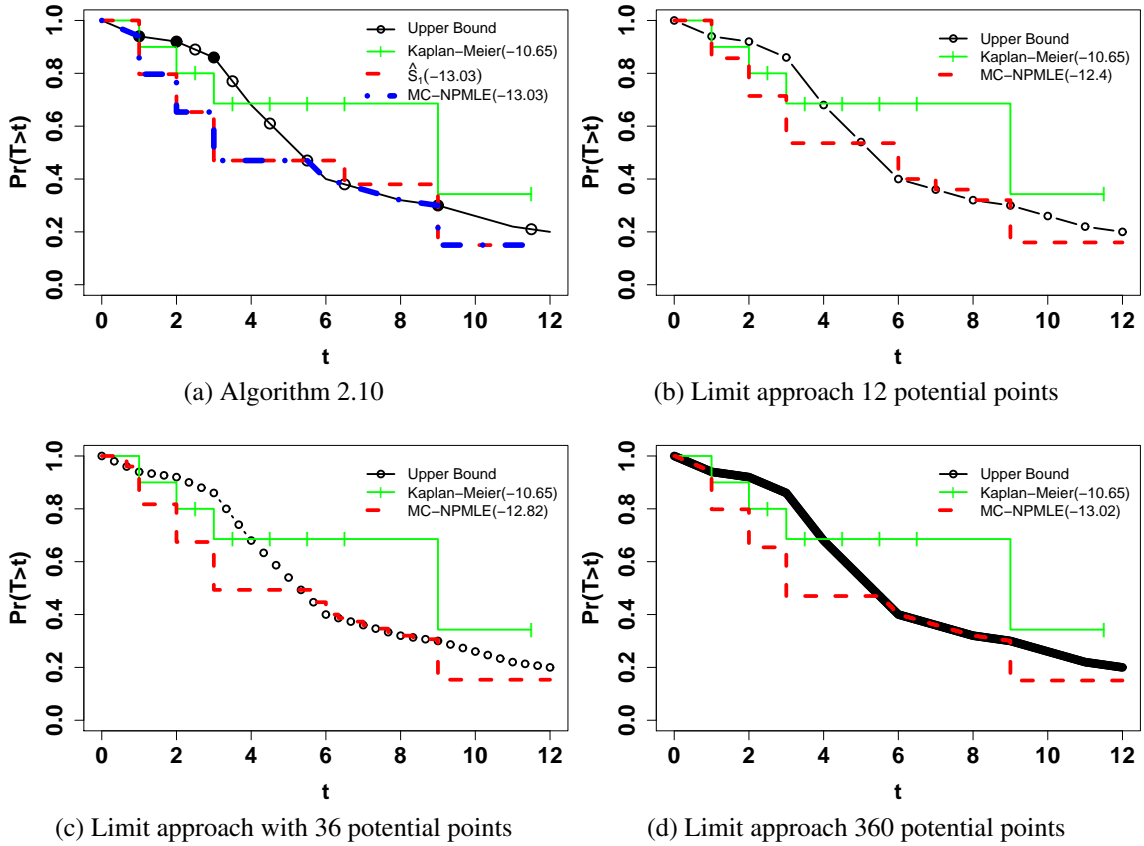 Upper Bound
Kaplan−Meier(−10.65)
Ŝ₁(−13.03)
MC−NPMLE(−13.03)
Pr(T>t)
0.0 0.2 0.4 0.6 0.8 1.0
0 2 4 6 8 10 12
t
(a) Algorithm 2.10
Upper Bound
Kaplan−Meier(−10.65)
MC−NPMLE(−12.4)
Pr(T>t)
0.0 0.2 0.4 0.6 0.8 1.0
0 2 4 6 8 10 12
t
(b) Limit approach 12 potential points
Upper Bound
Kaplan−Meier(−10.65)
MC−NPMLE(−12.82)
Pr(T>t)
0.0 0.2 0.4 0.6 0.8 1.0
0 2 4 6 8 10 12
t
(c) Limit approach with 36 potential points
Upper Bound
Kaplan−Meier(−10.65)
MC−NPMLE(−13.02)
Pr(T>t)
0.0 0.2 0.4 0.6 0.8 1.0
0 2 4 6 8 10 12
t
(d) Limit approach 360 potential points